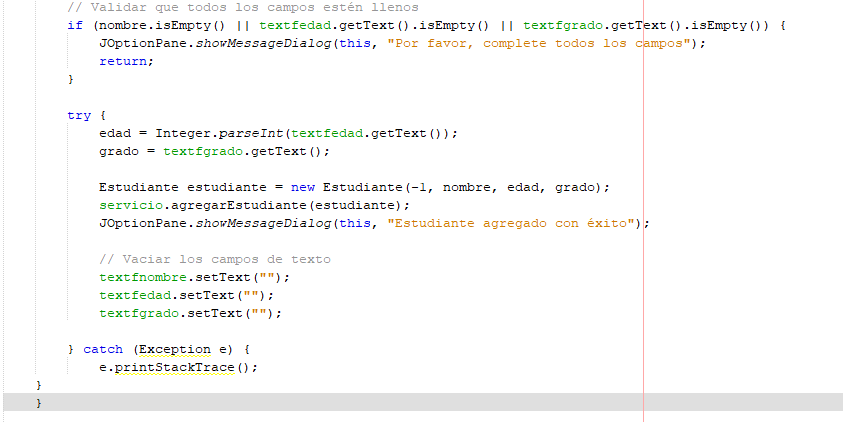 // Validar que todos los campos estén llenos
if (nombre.isEmpty() || textfedad.getText().isEmpty() || textfgrado.getText().isEmpty()) {
JOptionPane.showMessageDialog(this, "Por favor, complete todos los campos");
return;
}
try {
edad = Integer.parseInt(textfedad.getText());
grado = textfgrado.getText();
Estudiante estudiante = new Estudiante(-1, nombre, edad, grado);
servicio.agregarEstudiante(estudiante);
JOptionPane.showMessageDialog(this, "Estudiante agregado con éxito");
// Vaciar los campos de texto
textfnombre.setText("");
textfedad.setText("");
textfgrado.setText("");
} catch (Exception e) {
e.printStackTrace();
}
}